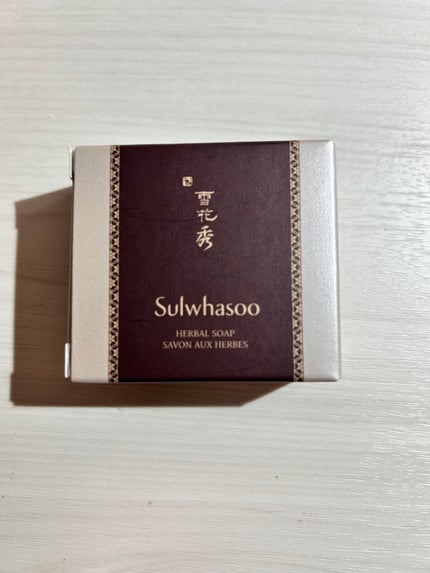 雪
花
秀
Sulwhasoo
HERBAL SOAP
SAVON AUX HERBES